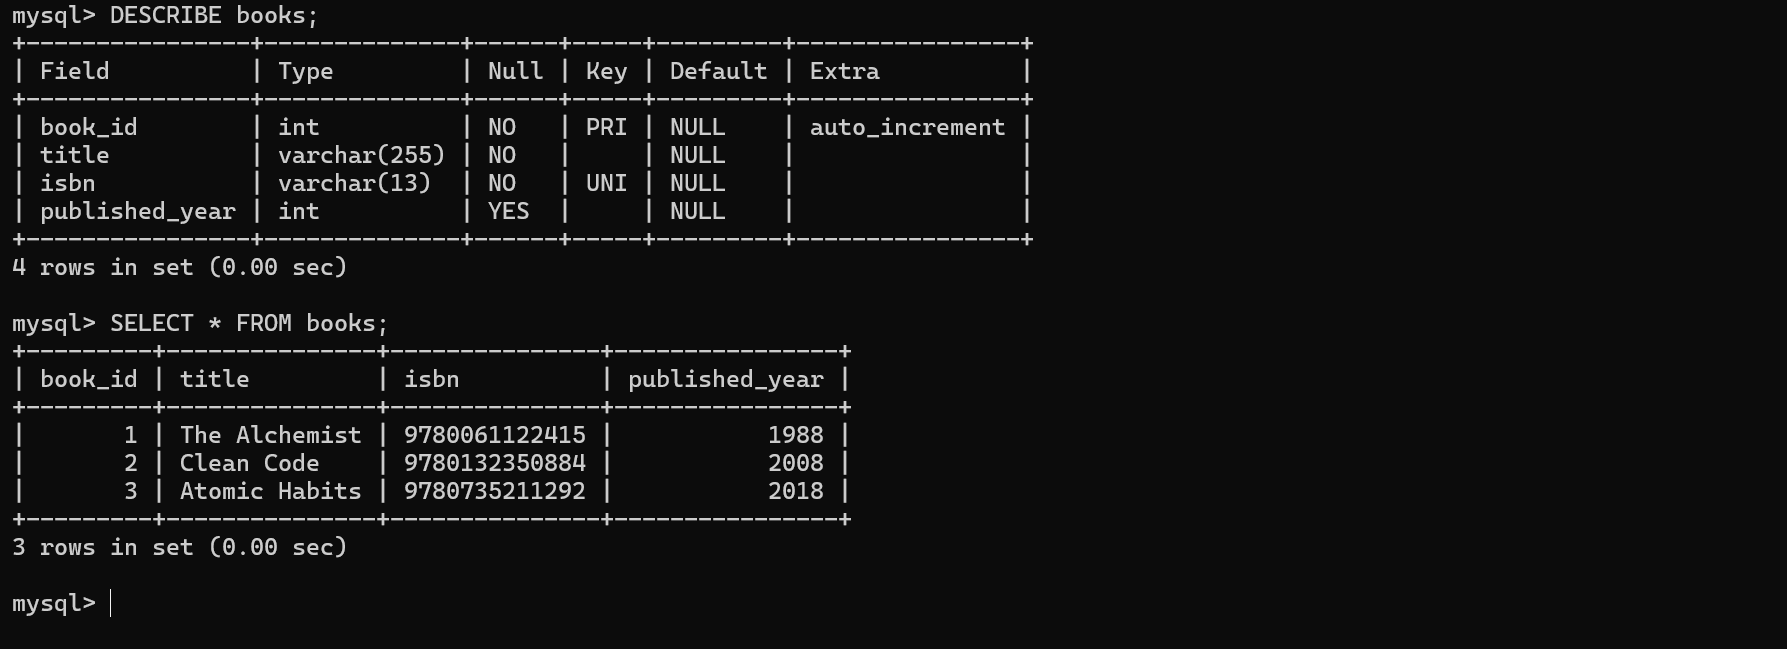 mysql> DESCRIBE books;
+----------------+--------------+------+-----+---------+----------------+
| Field          | Type         | Null | Key | Default | Extra          |
+----------------+--------------+------+-----+---------+----------------+
| book_id        | int          | NO   | PRI | NULL    | auto_increment |
| title          | varchar(255) | NO   |     | NULL    |                |
| isbn           | varchar(13)  | NO   | UNI | NULL    |                |
| published_year | int          | YES  |     | NULL    |                |
+----------------+--------------+------+-----+---------+----------------+
4 rows in set (0.00 sec)

mysql> SELECT * FROM books;
+---------+---------------+---------------+----------------+
| book_id | title         | isbn          | published_year |
+---------+---------------+---------------+----------------+
|       1 | The Alchemist | 9780061122415 |           1988 |
|       2 | Clean Code    | 9780132350884 |           2008 |
|       3 | Atomic Habits | 9780735211292 |           2018 |
+---------+---------------+---------------+----------------+
3 rows in set (0.00 sec)

mysql>